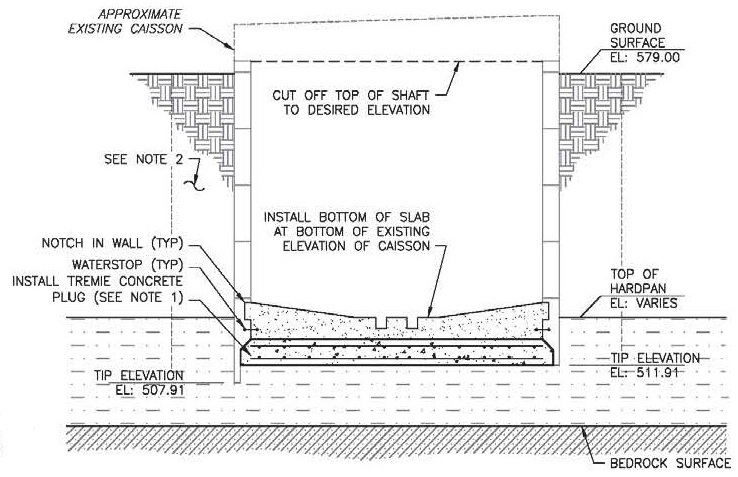 APPROXIMATE
EXISTING CAISSON
GROUND
SURFACE
EL: 579.00
CUT OFF TOP OF SHAFT
TO DESIRED ELEVATION
SEE NOTE 2
INSTALL BOTTOM OF SLAB
AT BOTTOM OF EXISTING
ELEVATION OF CAISSON
NOTCH IN WALL (TYP)
WATERSTOP (TYP)
INSTALL TREMIE CONCRETE
PLUG (SEE NOTE 1)
TOP OF
HARDPAN
EL: VARIES
TIP ELEVATION
EL: 507.91
TIP ELEVATION
EL: 511.91
BEDROCK SURFACE